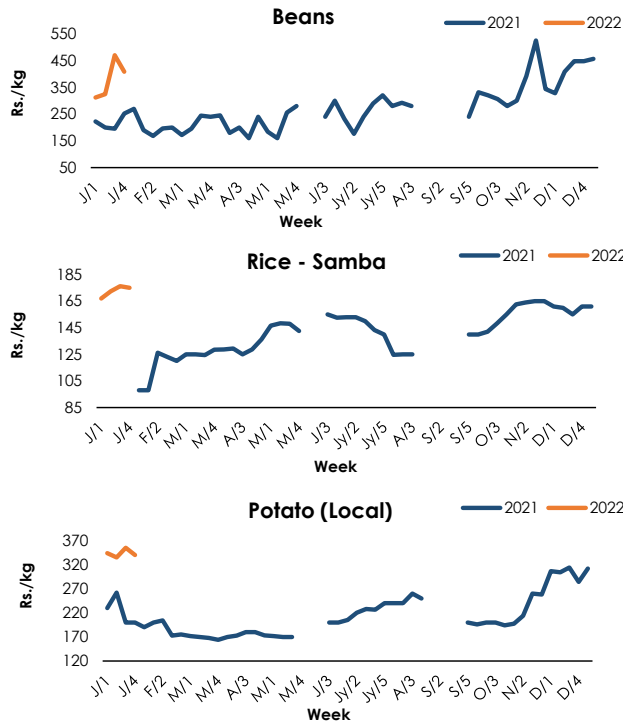 Beans
2021 2022
Rs./kg
550
450
350
250
150
50
J/1 J/4 F/2 M/1 M/4 A/3 M/1 M/4 J/3 Jy/2 Jy/5 A/3 S/2 S/5 O/3 N/2 D/1 D/4
Week
Rice - Samba
2021 2022
Rs./kg
185
165
145
125
105
85
J/1 J/4 F/2 M/1 M/4 A/3 M/1 M/4 J/3 Jy/2 Jy/5 A/3 S/2 S/5 O/3 N/2 D/1 D/4
Week
Potato (Local)
2021 2022
Rs./kg
370
320
270
220
170
120
J/1 J/4 F/2 M/1 M/4 A/3 M/1 M/4 J/3 Jy/2 Jy/5 A/3 S/2 S/5 O/3 N/2 D/1 D/4
Week